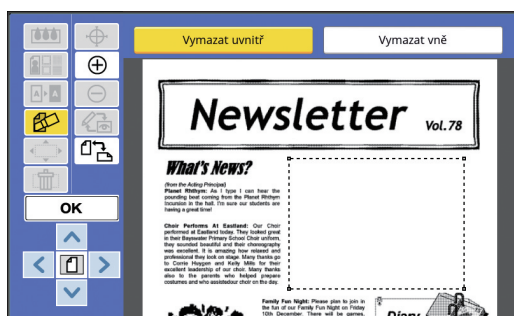 Vymazat uvnitř
Vymazat vně
A A
OK
Newsletter Vol.78
What's News?
(from the Acting Principal)
Planet Rhthym: As I type I can hear the
pounding beat coming from the Planet Rhthym
incursion in the hall. I'm sure our students are
having a great time!
Choir Performs At Eastland: Our Choir
performed at Eastland today. They looked great
in their Bayswater Primary School Choir uniform,
they sounded beautiful and their choreography
was excellent. It is amazing how relaxed and
professional they look on stage. Many thanks go
to Corrie Huygen and Kelly Mills for their
excellent leadership of our choir. Many thanks
also to the parents who helped prepare
costumes and who assistedour choir on the day.
Family Fun Night: Please plan to join in
the fun of our Family Fun Night on Friday
10th December. There will be games,
Diary